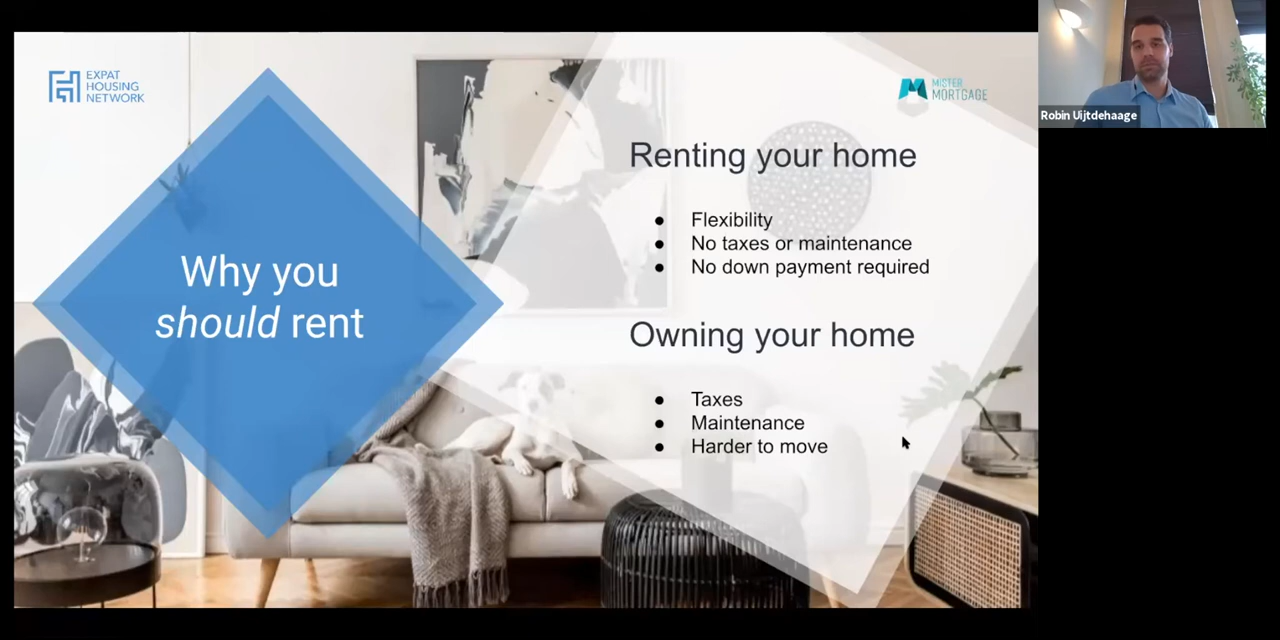 EXPAT
HOUSING
NETWORK
MISTER
MORTGAGE
Robin Uijtdehaage
Why you
should rent
Renting your home
● Flexibility
● No taxes or maintenance
● No down payment required
Owning your home
● Taxes
● Maintenance
● Harder to move